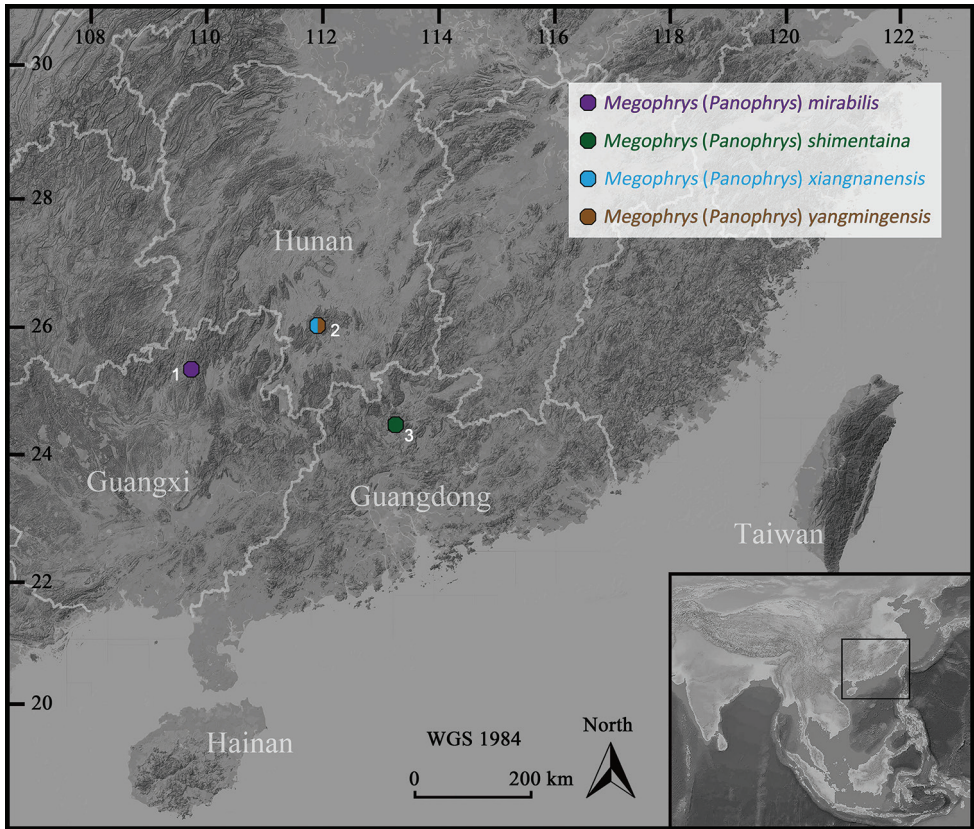 108 110 112 114 116 118 120 122
30
Megophrys (Panophrys) mirabilis
Megophrys (Panophrys) shimentaina
Megophrys (Panophrys) xiangnanensis
Megophrys (Panophrys) yangmingensis
28
Hunan
26
2
1
3
24
Guangxi
Guangdong
Taiwan
22
20
Hainan
WGS 1984
North
0 200 km